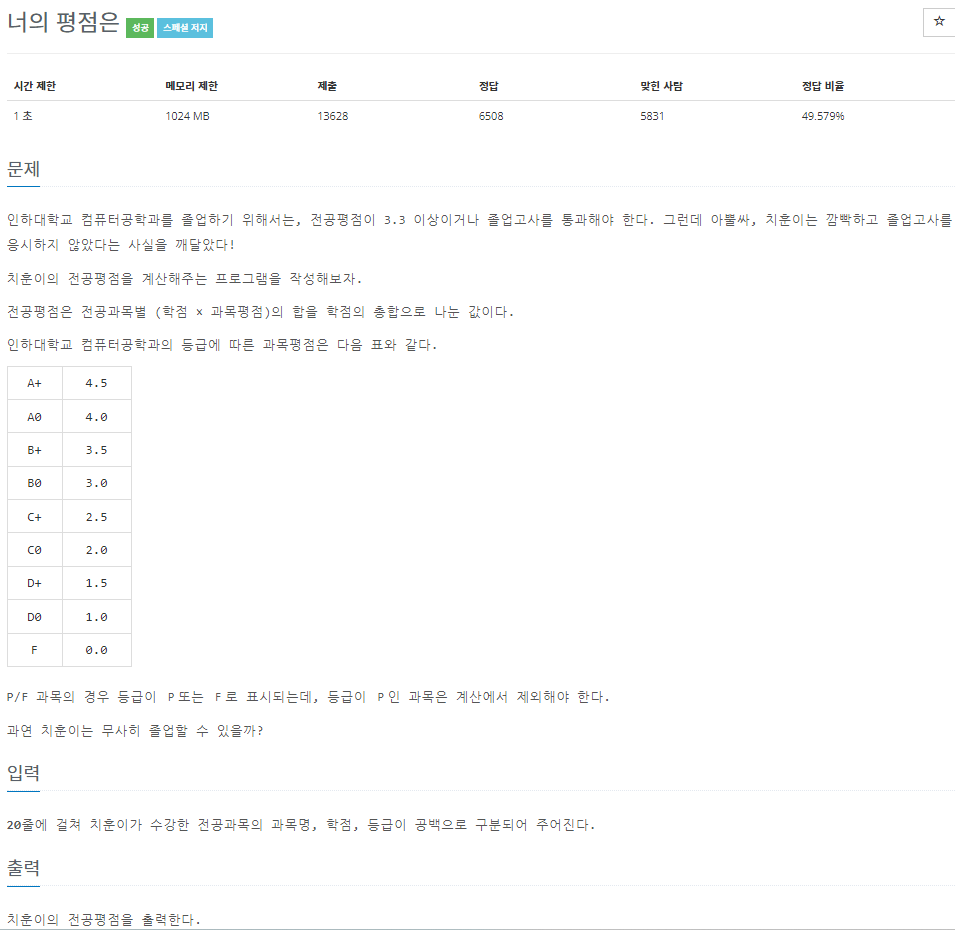 너의 평점은 성공 스페셜 저지
☆
시간 제한 메모리 제한 제출 정답 맞힌 사람 정답 비율
1 초 1024 MB 13628 6508 5831 49.579%
문제
인하대학교 컴퓨터공학과를 졸업하기 위해서는, 전공평점이 3.3 이상이거나 졸업고사를 통과해야 한다. 그런데 아뿔싸, 치훈이는 깜빡하고 졸업고사를
응시하지 않았다는 사실을 깨달았다!
치훈이의 전공평점을 계산해주는 프로그램을 작성해보자.
전공평점은 전공과목별 (학점 × 과목평점)의 합을 학점의 총합으로 나눈 값이다.
인하대학교 컴퓨터공학과의 등급에 따른 과목평점은 다음 표와 같다.
A+ 4.5
A0 4.0
B+ 3.5
B0 3.0
C+ 2.5
C0 2.0
D+ 1.5
D0 1.0
F 0.0
P/F 과목의 경우 등급이 P또는 F로 표시되는데, 등급이 P인 과목은 계산에서 제외해야 한다.
과연 치훈이는 무사히 졸업할 수 있을까?
입력
20줄에 걸쳐 치훈이가 수강한 전공과목의 과목명, 학점, 등급이 공백으로 구분되어 주어진다.
출력
치훈이의 전공평점을 출력한다.